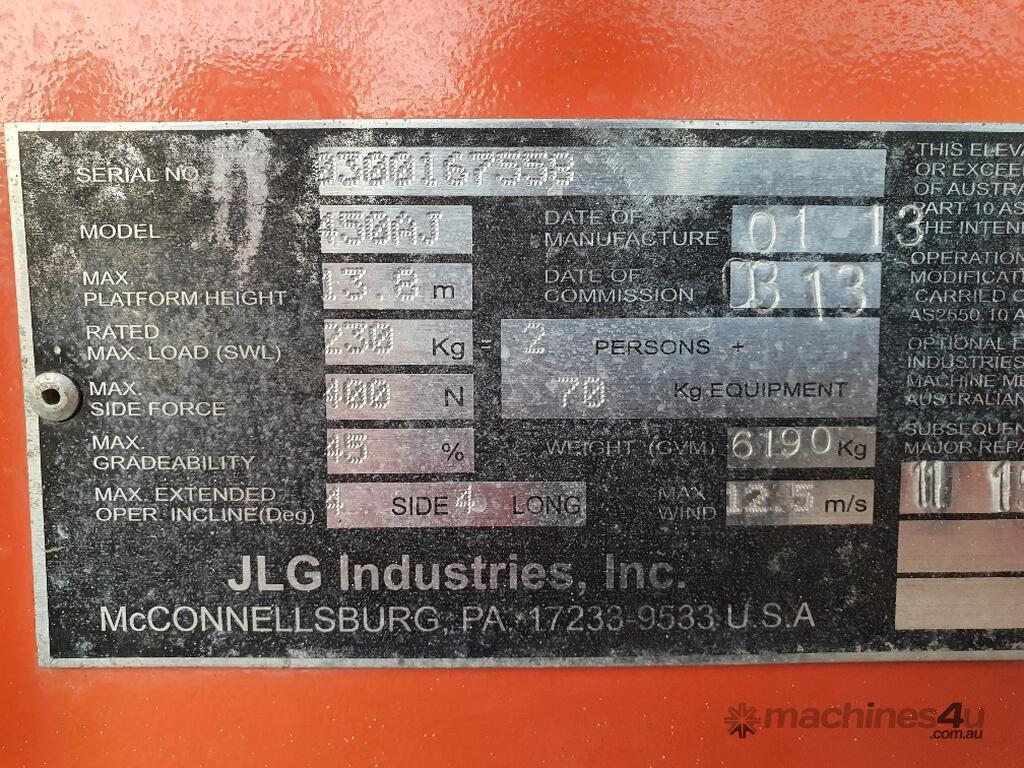 SERIAL NO 0300167550
MODEL 450AJ DATE OF MANUFACTURE 01 13
MAX. PLATFORM HEIGHT 13.8 m DATE OF COMMISSION 13
RATED MAX. LOAD (SWL) 230 Kg = 2 PERSONS +
70 Kg EQUIPMENT
MAX. SIDE FORCE 400 N
MAX. GRADEABILITY 45 % WEIGHT (GVM) 6190 Kg
MAX. EXTENDED OPER. INCLINE(Deg) 4 SIDE 4 LONG MAX WIND 12.5 m/s
JLG Industries, Inc.
McCONNELLSBURG, PA. 17233-9533 U.S.A
THIS ELEVA
OR EXCEE
OF AUSTRA
PART 10 AS
THE INTEN
OPERATION
MODIFICAT
CARRIED O
AS2550 10 A
OPTIONAL E
INDUSTRIES
MACHINE ME
AUSTRALIAN
SUBSEQUEN
MAJOR REPA
11
machines4u
.com.au